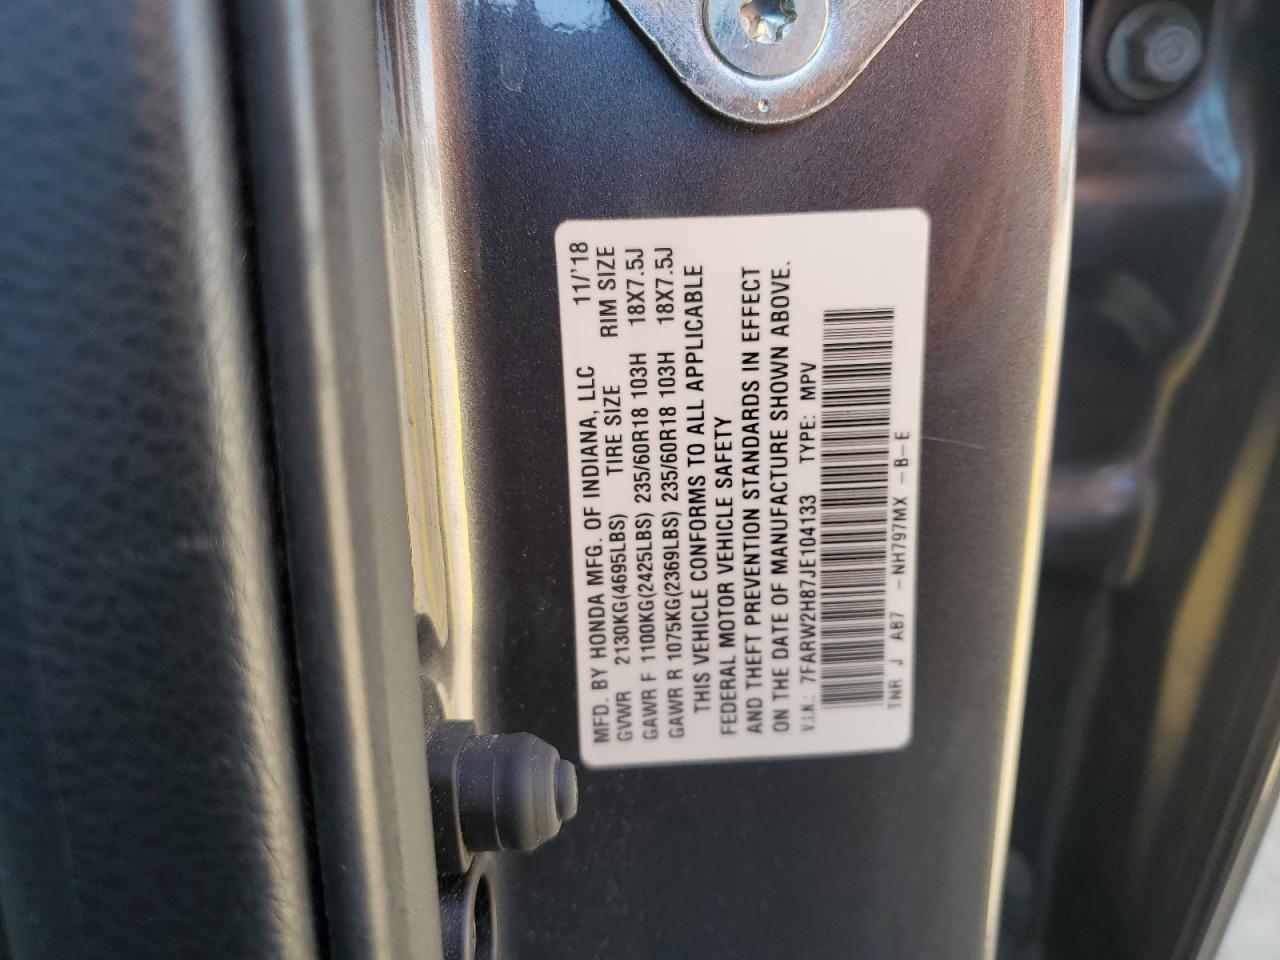 MFD. BY HONDA MFG. OF INDIANA, LLC 11/'18
GVWR 2130KG(4695LBS) TIRE SIZE RIM SIZE
GAWR F 1100KG(2425LBS) 235/60R18 103H 18X7.5J
GAWR R 1075KG(2369LBS) 235/60R18 103H 18X7.5J
THIS VEHICLE CONFORMS TO ALL APPLICABLE
FEDERAL MOTOR VEHICLE SAFETY
AND THEFT PREVENTION STANDARDS IN EFFECT
ON THE DATE OF MANUFACTURE SHOWN ABOVE.
V.I.N.: 7FARW2H87JE104133 TYPE: MPV
TNR J AB7 -NH797MX -B-E